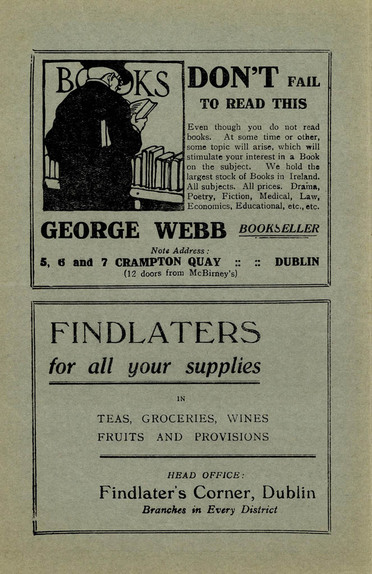 BOOKS
DON'T FAIL
TO READ THIS
Even though you do not read
books. At some time or other,
some topic will arise, which will
stimulate your interest in a Book
on the subject. We hold the
largest stock of Books in Ireland.
All subjects. All prices. Drama,
Poetry, Fiction, Medical, Law,
Economics, Educational, etc., etc.
GEORGE WEBB BOOKSELLER
Note Address:
5, 6 and 7 CRAMPTON QUAY :: :: DUBLIN
(12 doors from McBirney's)
FINDLATERS
for all your supplies
IN
TEAS, GROCERIES, WINES
FRUITS AND PROVISIONS
HEAD OFFICE:
Findlater's Corner, Dublin
Branches in Every District